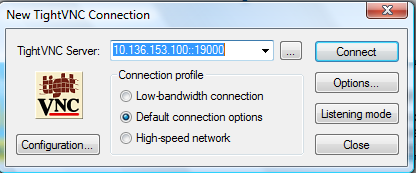 New TightVNC Connection
TightVNC Server: 10.136.153.100::19000 ... Connect
VNC
Connection profile
Low-bandwidth connection
Default connection options
High-speed network
Options...
Listening mode
Configuration... Close